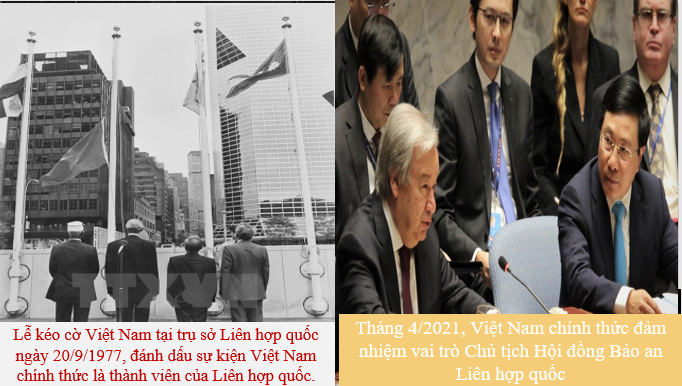 TTXVN
Lễ kéo cờ Việt Nam tại trụ sở Liên hợp quốc
ngày 20/9/1977, đánh dấu sự kiện Việt Nam
chính thức là thành viên của Liên hợp quốc.
Tháng 4/2021, Việt Nam chính thức đảm
nhiệm vai trò Chủ tịch Hội đồng Bảo an
Liên hợp quốc